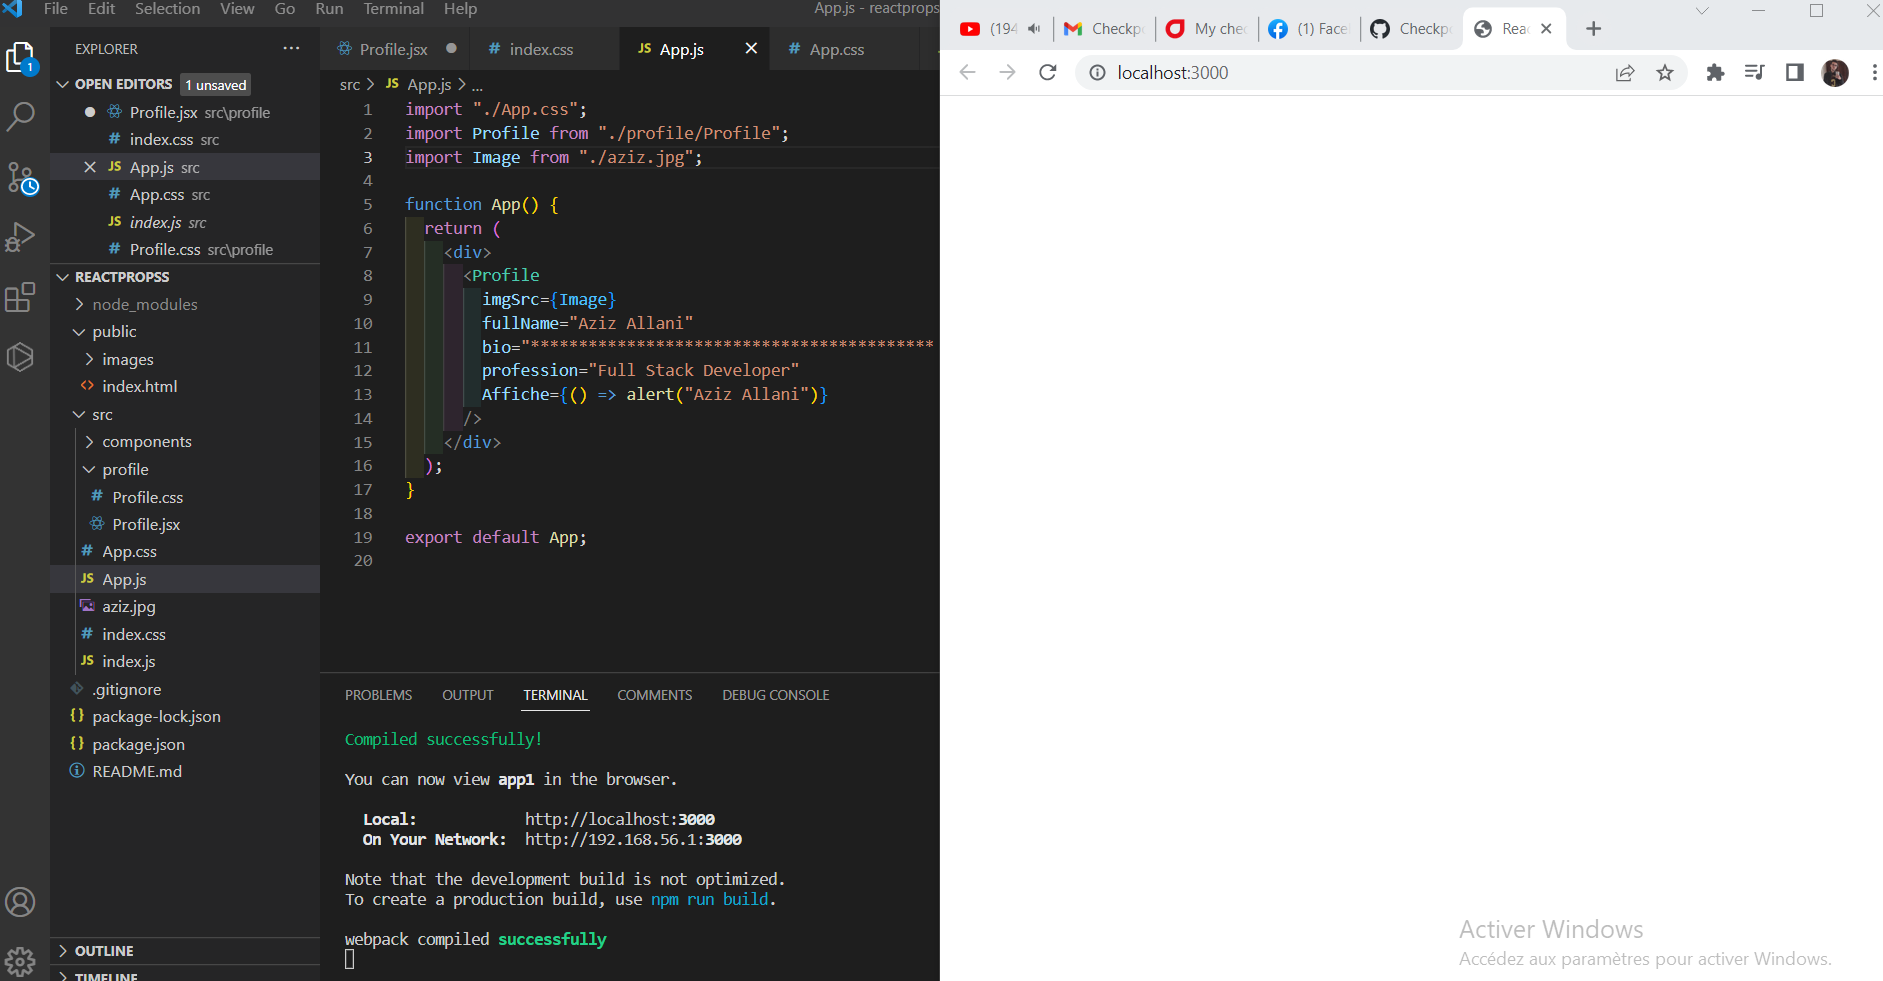 File Edit Selection View Go Run Terminal Help App.js - reactprops
EXPLORER
OPEN EDITORS 1 unsaved
Profile.jsx src\profile
index.css src
App.js src
App.css src
index.js src
Profile.css src\profile
REACTPROPSS
node_modules
public
images
index.html
src
components
profile
Profile.css
Profile.jsx
App.css
App.js
aziz.jpg
index.css
index.js
.gitignore
package-lock.json
package.json
README.md
OUTLINE
TIMELINE
1
Profile.jsx index.css App.js App.css
src > App.js > ...
1 import "./App.css";
2 import Profile from "./profile/Profile";
3 import Image from "./aziz.jpg";
4
5 function App() {
6 return (
7 <div>
8 <Profile
9 imgSrc={Image}
10 fullName="Aziz Allani"
11 bio="******************************************
12 profession="Full Stack Developer"
13 Affiche={() => alert("Aziz Allani")}
14 />
15 </div>
16 );
17 }
18
19 export default App;
20
PROBLEMS OUTPUT TERMINAL COMMENTS DEBUG CONSOLE
Compiled successfully!
You can now view app1 in the browser.
Local: http://localhost:3000
On Your Network: http://192.168.56.1:3000
Note that the development build is not optimized.
To create a production build, use npm run build.
webpack compiled successfully
(194 Checkp My chec (1) Face Checkp Rea
localhost:3000
Activer Windows
Accédez aux paramètres pour activer Windows.